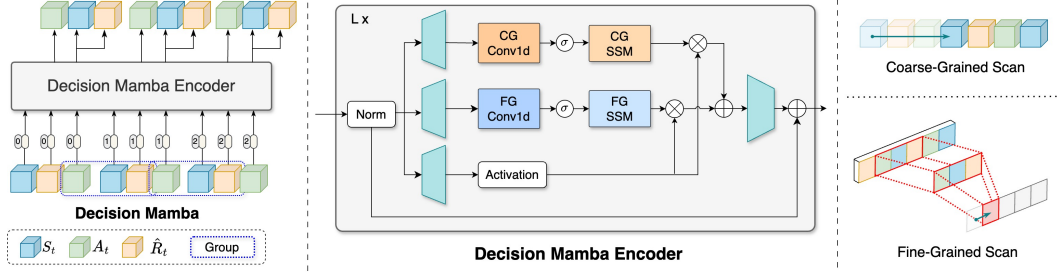 Decision Mamba Encoder
0 0 0 1 1 1 2 2 2
Decision Mamba
S_t A_t R̂_t Group
L x
CG
Conv1d
σ
CG
SSM
Norm
FG
Conv1d
σ
FG
SSM
Activation
Decision Mamba Encoder
Coarse-Grained Scan
Fine-Grained Scan